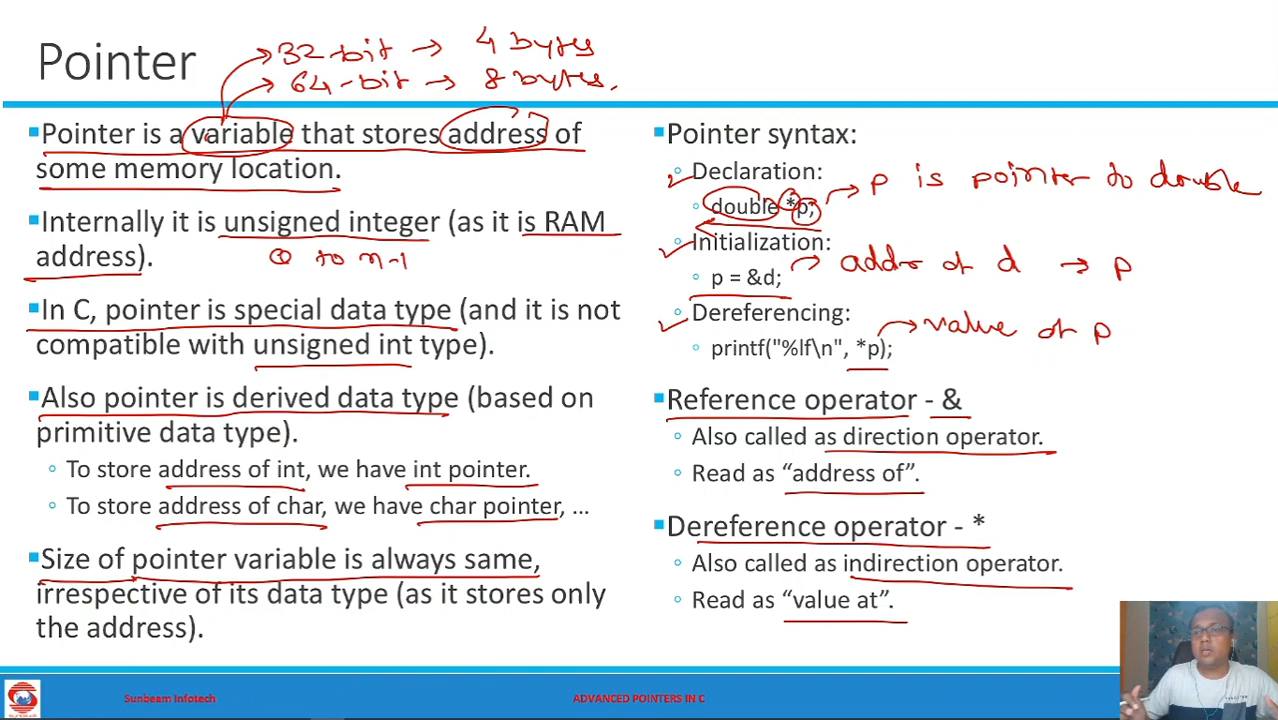 Pointer
32-bit → 4 bytes
64-bit → 8 bytes.
Pointer is a variable that stores address of
some memory location.
Internally it is unsigned integer (as it is RAM
address).
0 to n-1
In C, pointer is special data type (and it is not
compatible with unsigned int type).
Also pointer is derived data type (based on
primitive data type).
To store address of int, we have int pointer.
To store address of char, we have char pointer, ...
Size of pointer variable is always same,
irrespective of its data type (as it stores only
the address).
Pointer syntax:
Declaration:
double *p;
p is pointer to double
Initialization:
p = &d;
addr of d → p
Dereferencing:
printf("%lf\n", *p);
value of p
Reference operator - &
Also called as direction operator.
Read as “address of”.
Dereference operator - *
Also called as indirection operator.
Read as “value at”.
Sunbeam Infotech
ADVANCED POINTERS IN C